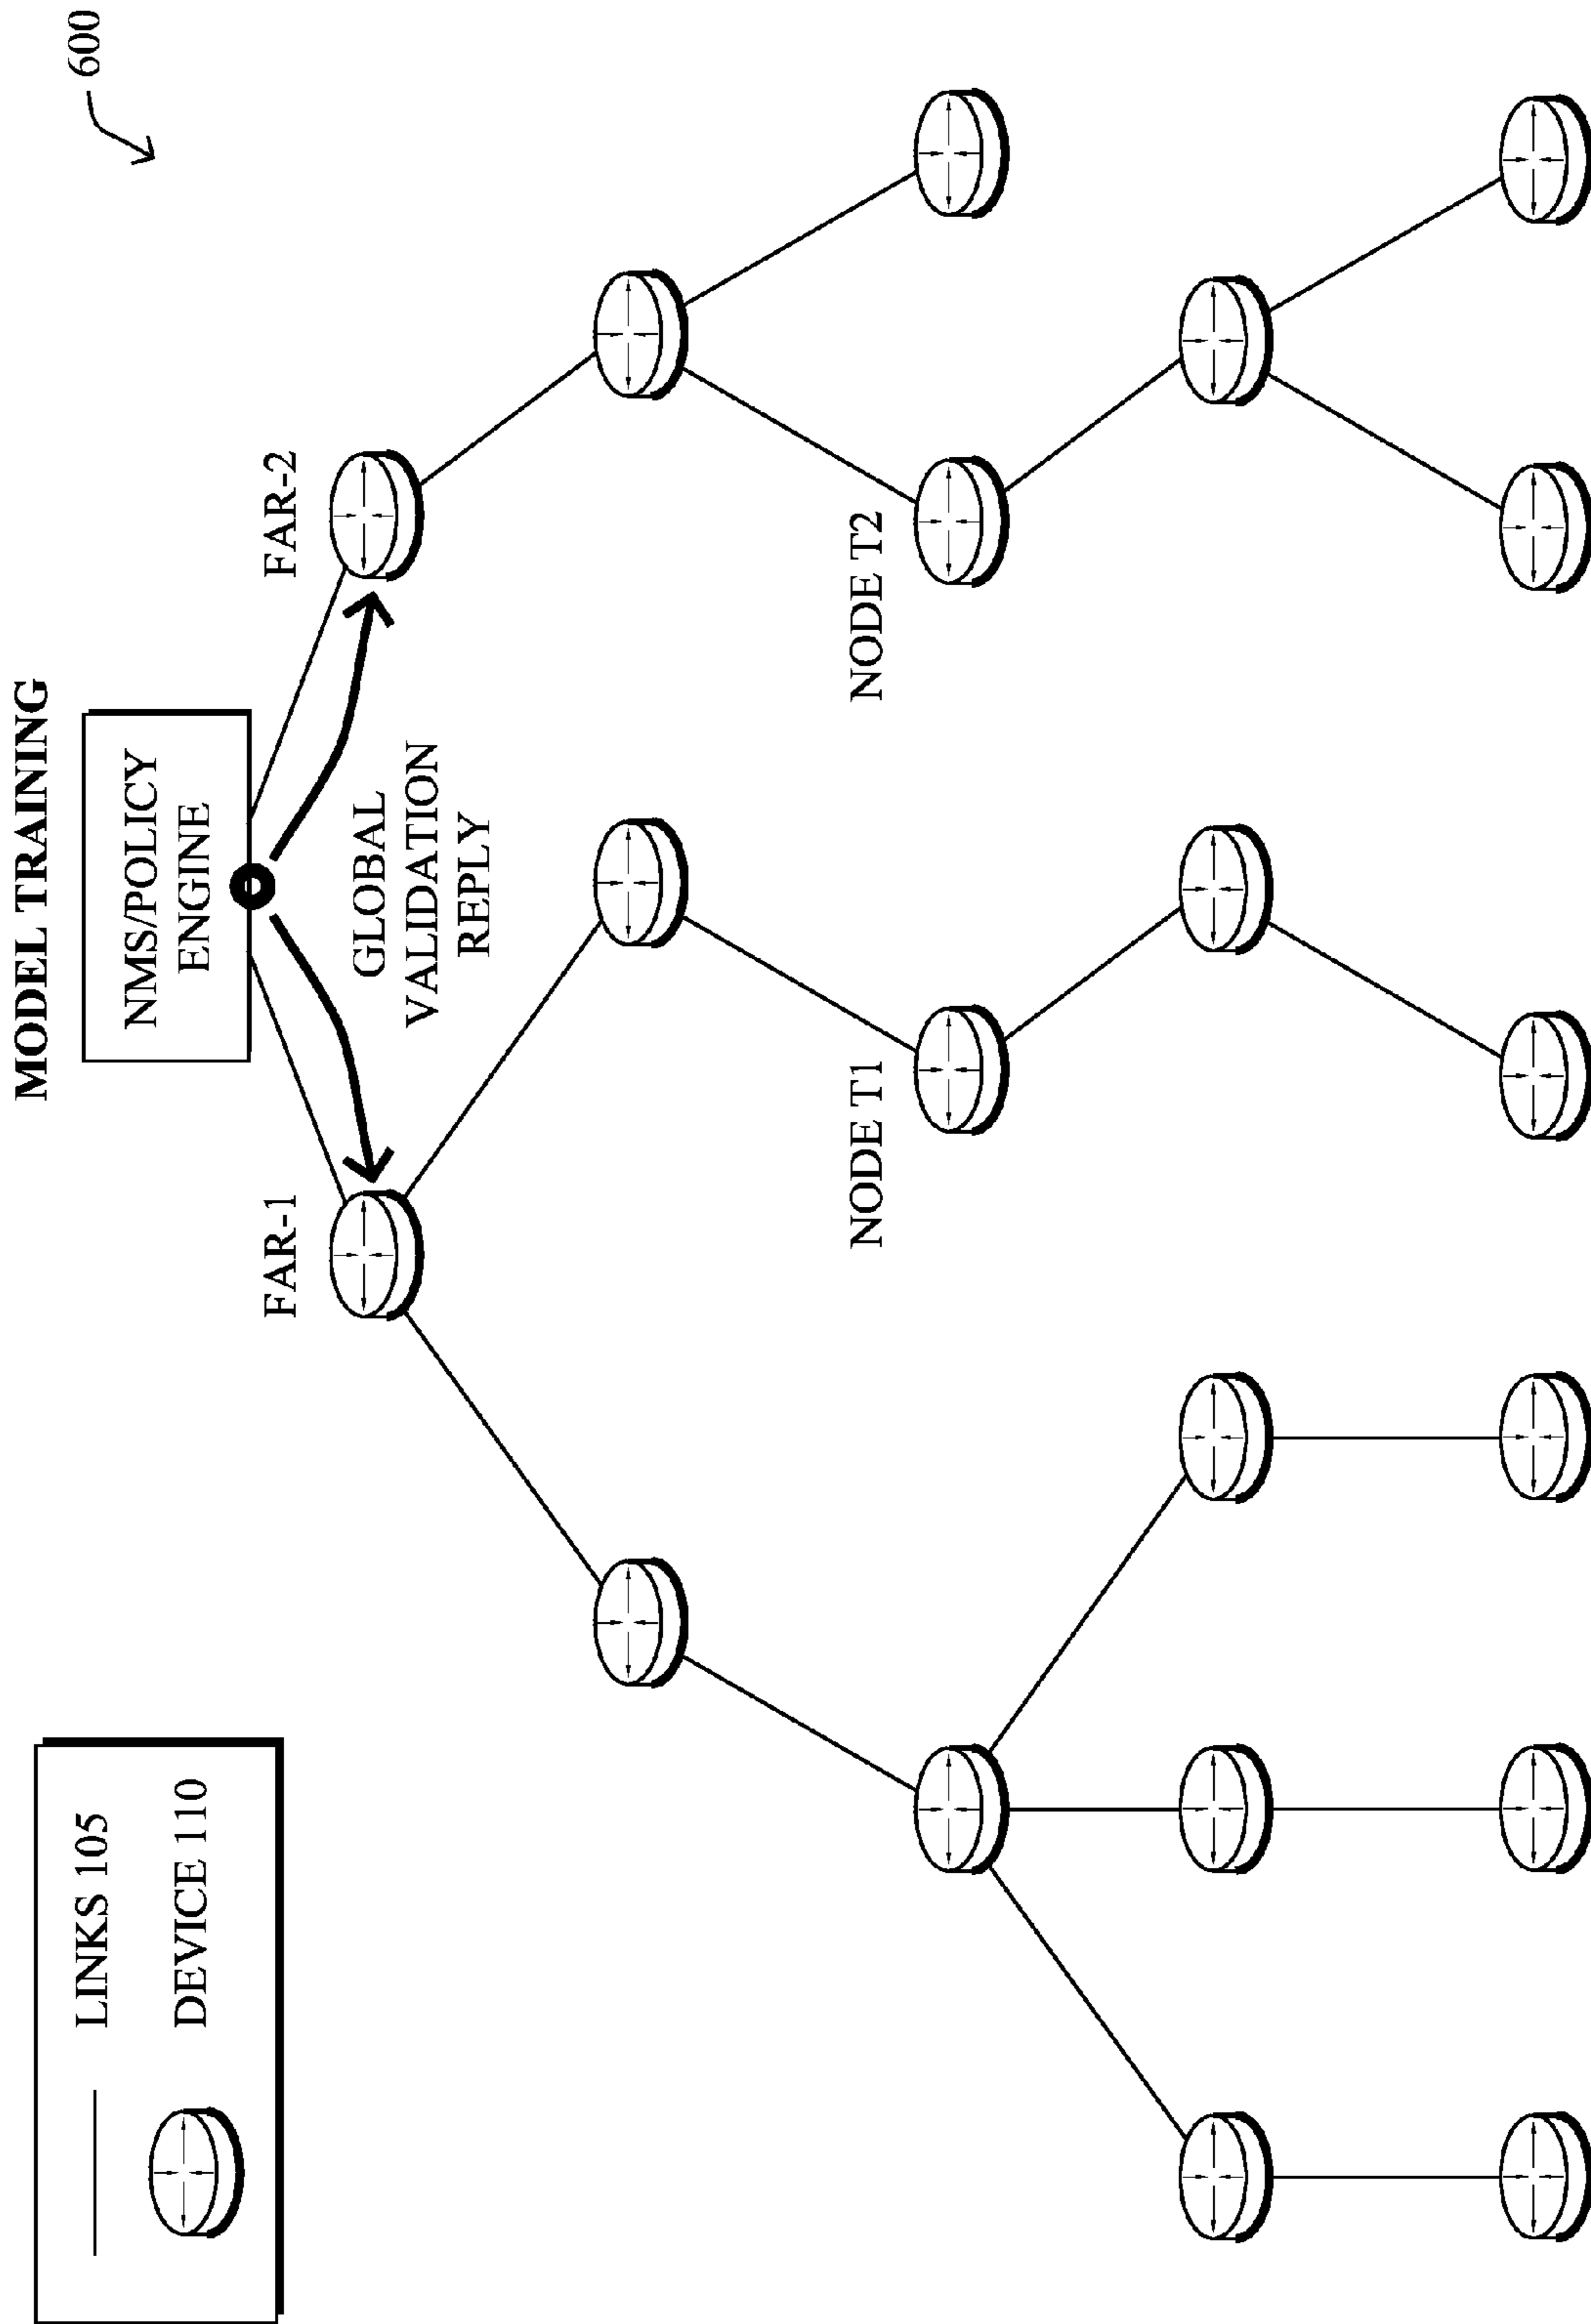 MODEL TRAINING
600
LINKS 105
DEVICE 110
NMS/POLICY
ENGINE
FAR-1
FAR-2
GLOBAL
VALIDATION
REPLY
NODE T1
NODE T2